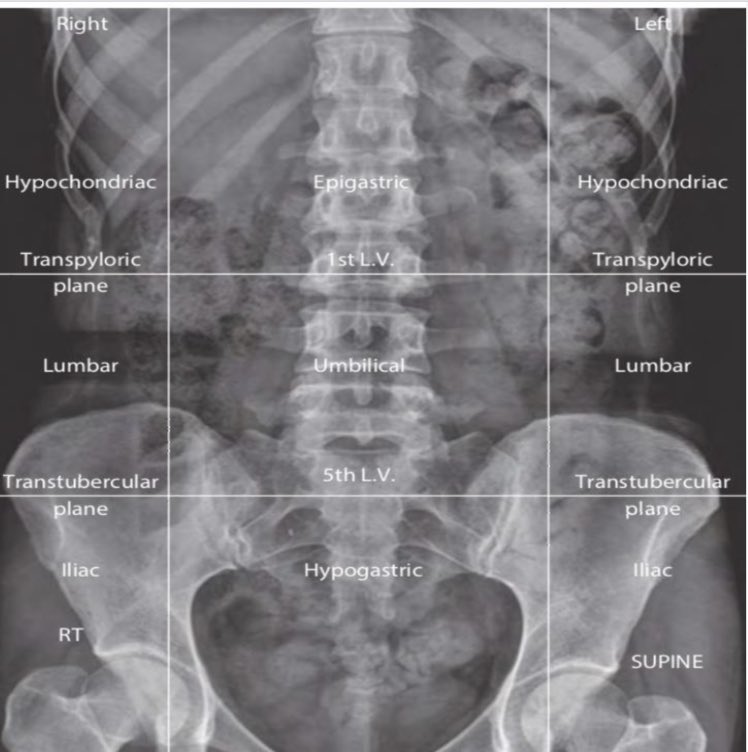 Right Left
Hypochondriac Epigastric Hypochondriac
Transpyloric 1st L.V. Transpyloric
plane plane
Lumbar Umbilical Lumbar
Transtubercular 5th L.V. Transtubercular
plane plane
Iliac Hypogastric Iliac
RT
SUPINE